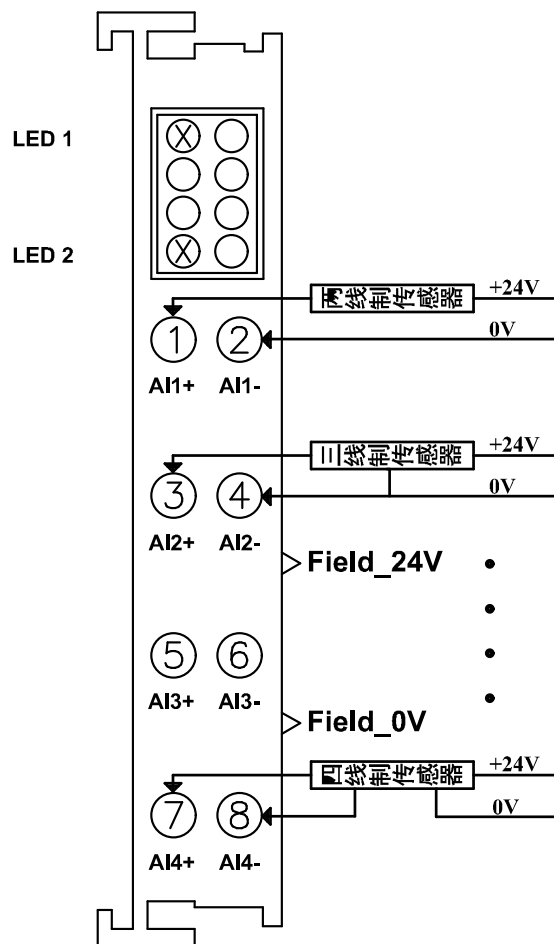 LED 1
LED 2
两线制传感器
+24V
0V
1
2
AI1+
AI1-
三线制传感器
+24V
0V
3
4
AI2+
AI2-
Field_24V
5
6
AI3+
AI3-
Field_0V
四线制传感器
+24V
0V
7
8
AI4+
AI4-